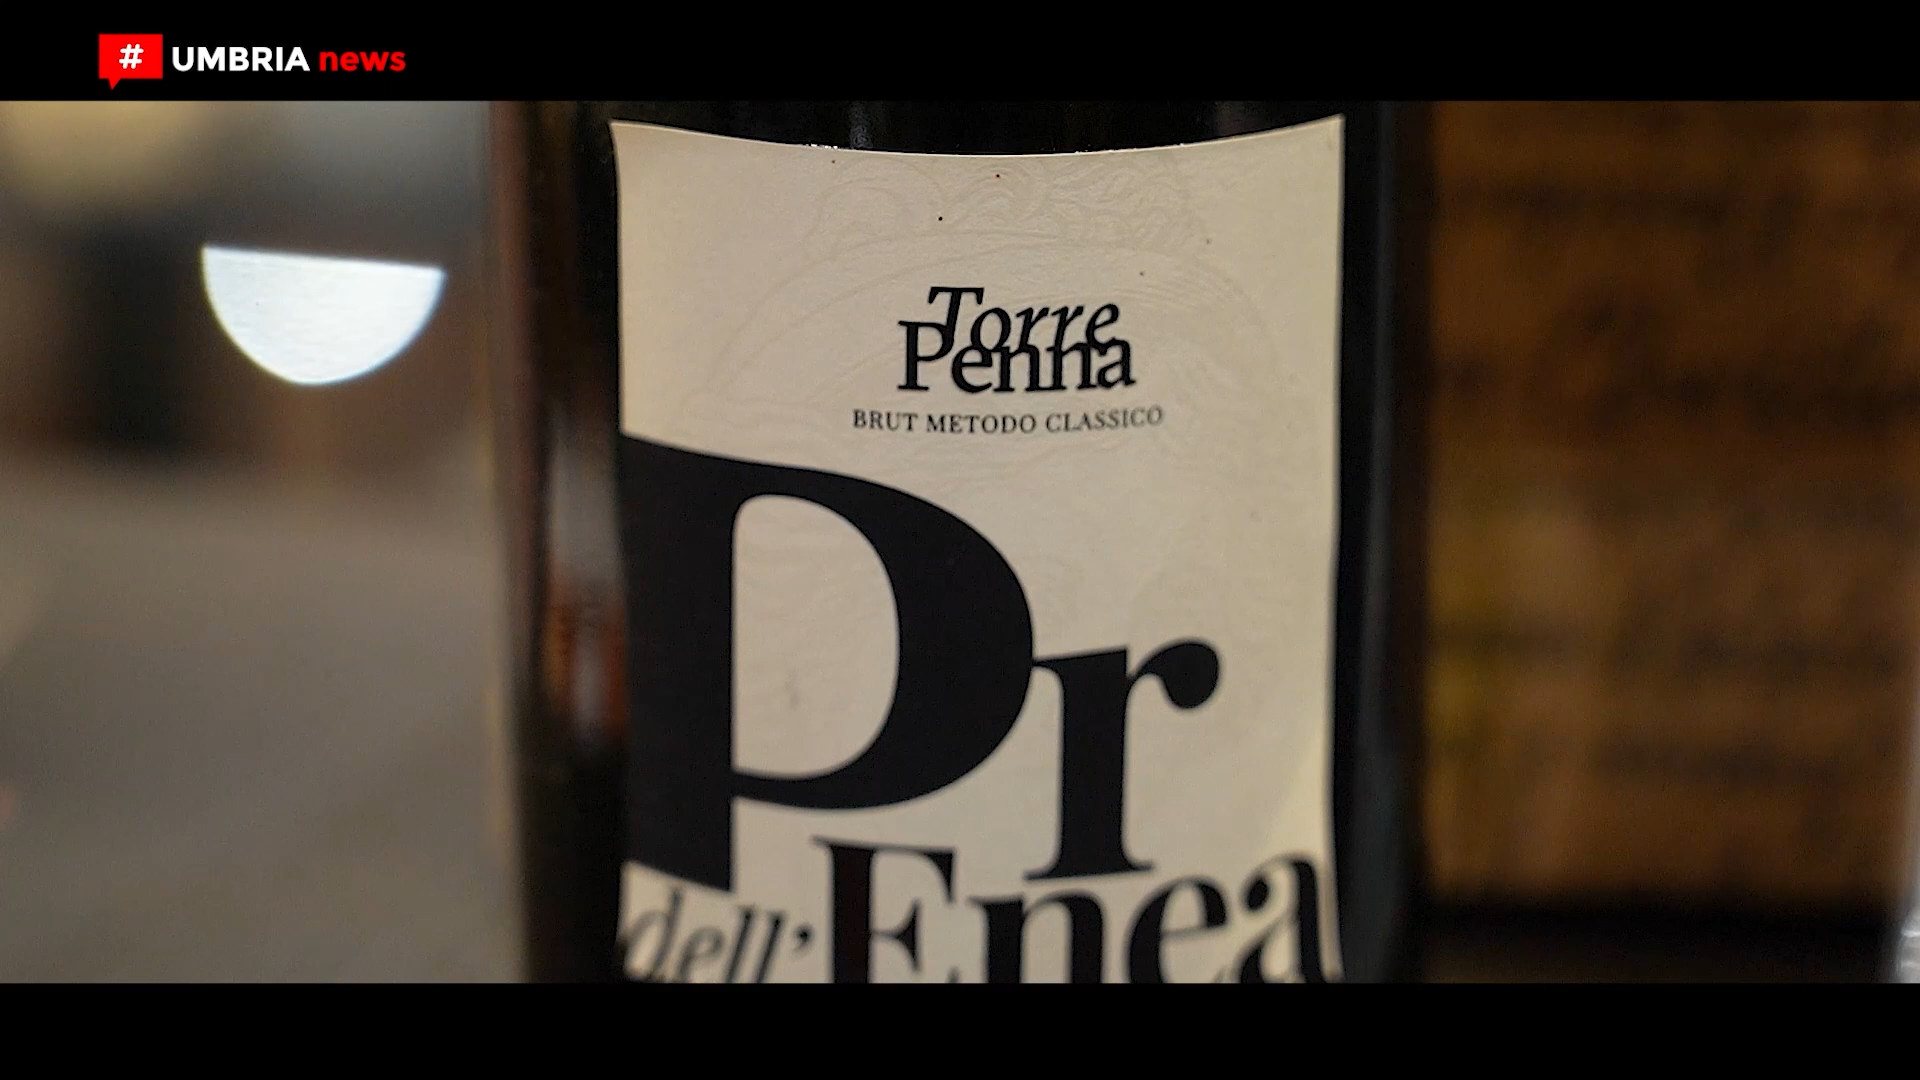 # UMBRIA news
Torre
Penna
BRUT METODO CLASSICO
Pr
dell'Enea